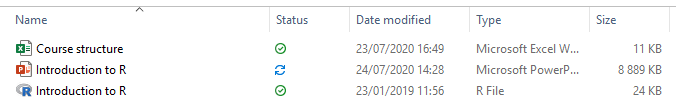 Name Status Date modified Type Size
Course structure 23/07/2020 16:49 Microsoft Excel W... 11 KB
Introduction to R 24/07/2020 14:28 Microsoft PowerP... 8 889 KB
Introduction to R 23/01/2019 11:56 R File 24 KB